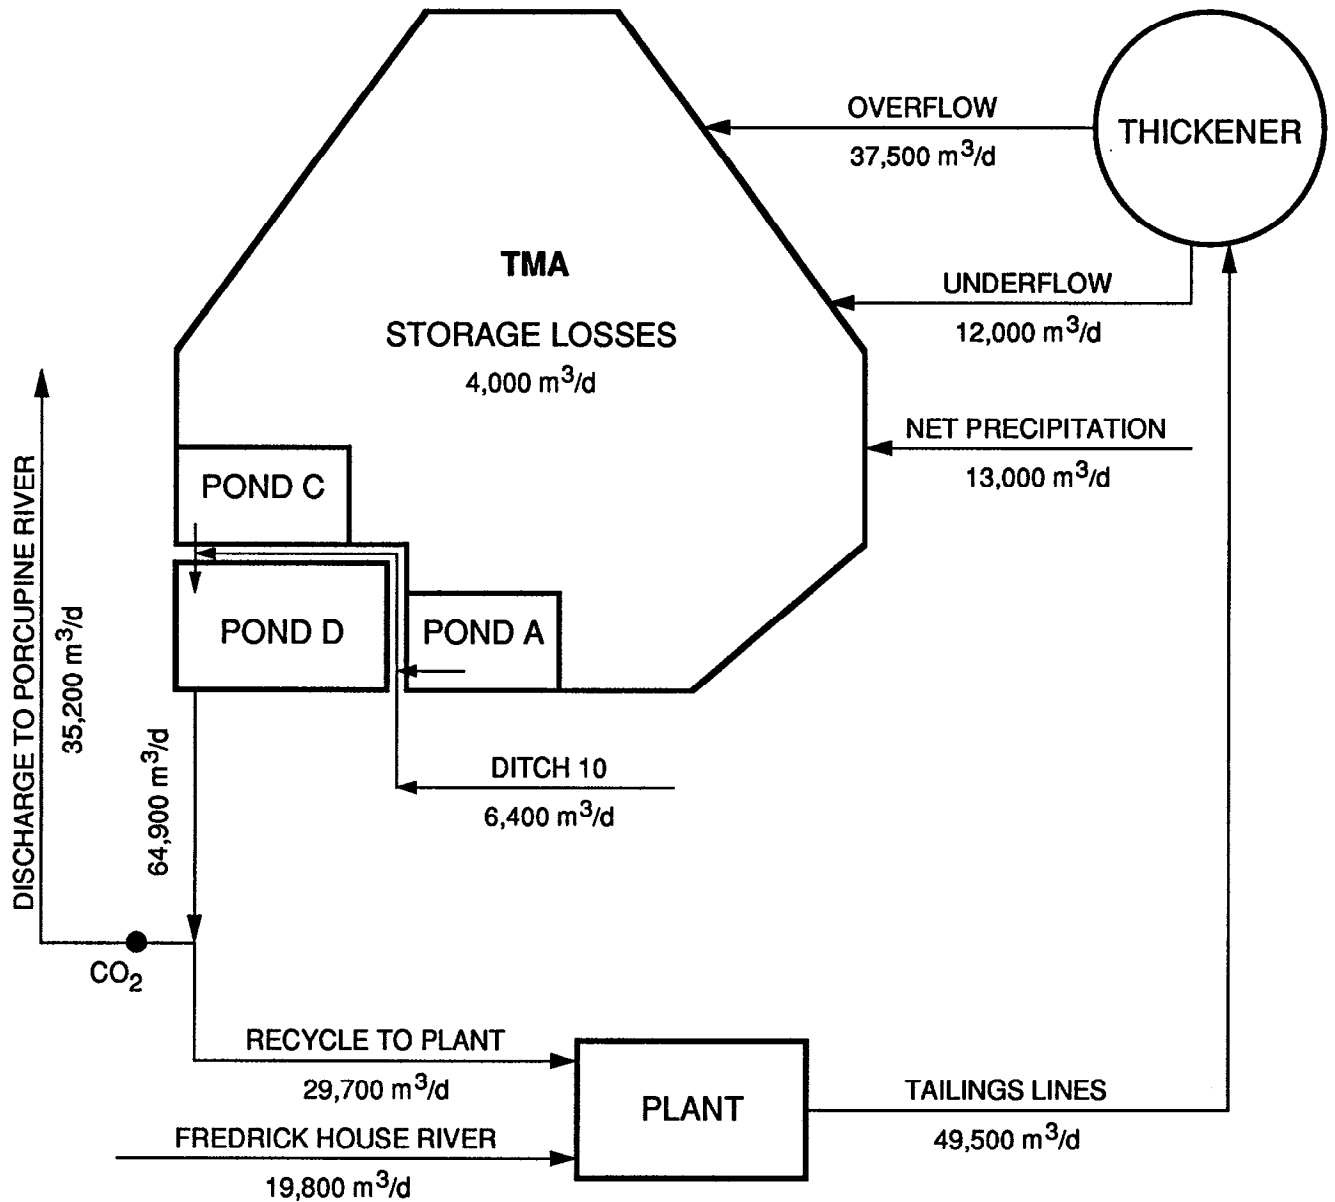 OVERFLOW
37,500 m³/d
THICKENER
TMA
STORAGE LOSSES
4,000 m³/d
UNDERFLOW
12,000 m³/d
NET PRECIPITATION
13,000 m³/d
POND C
POND D
POND A
DISCHARGE TO PORCUPINE RIVER
35,200 m³/d
64,900 m³/d
DITCH 10
6,400 m³/d
CO₂
RECYCLE TO PLANT
29,700 m³/d
FREDRICK HOUSE RIVER
19,800 m³/d
PLANT
TAILINGS LINES
49,500 m³/d